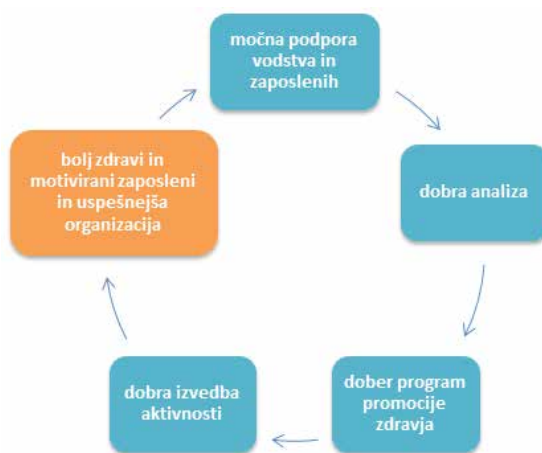 močna podpora
vodstva in
zaposlenih
dobra analiza
dober program
promocije
zdravja
dobra izvedba
aktivnosti
bolj zdravi in
motivirani zaposleni
in uspešnejša
organizacija